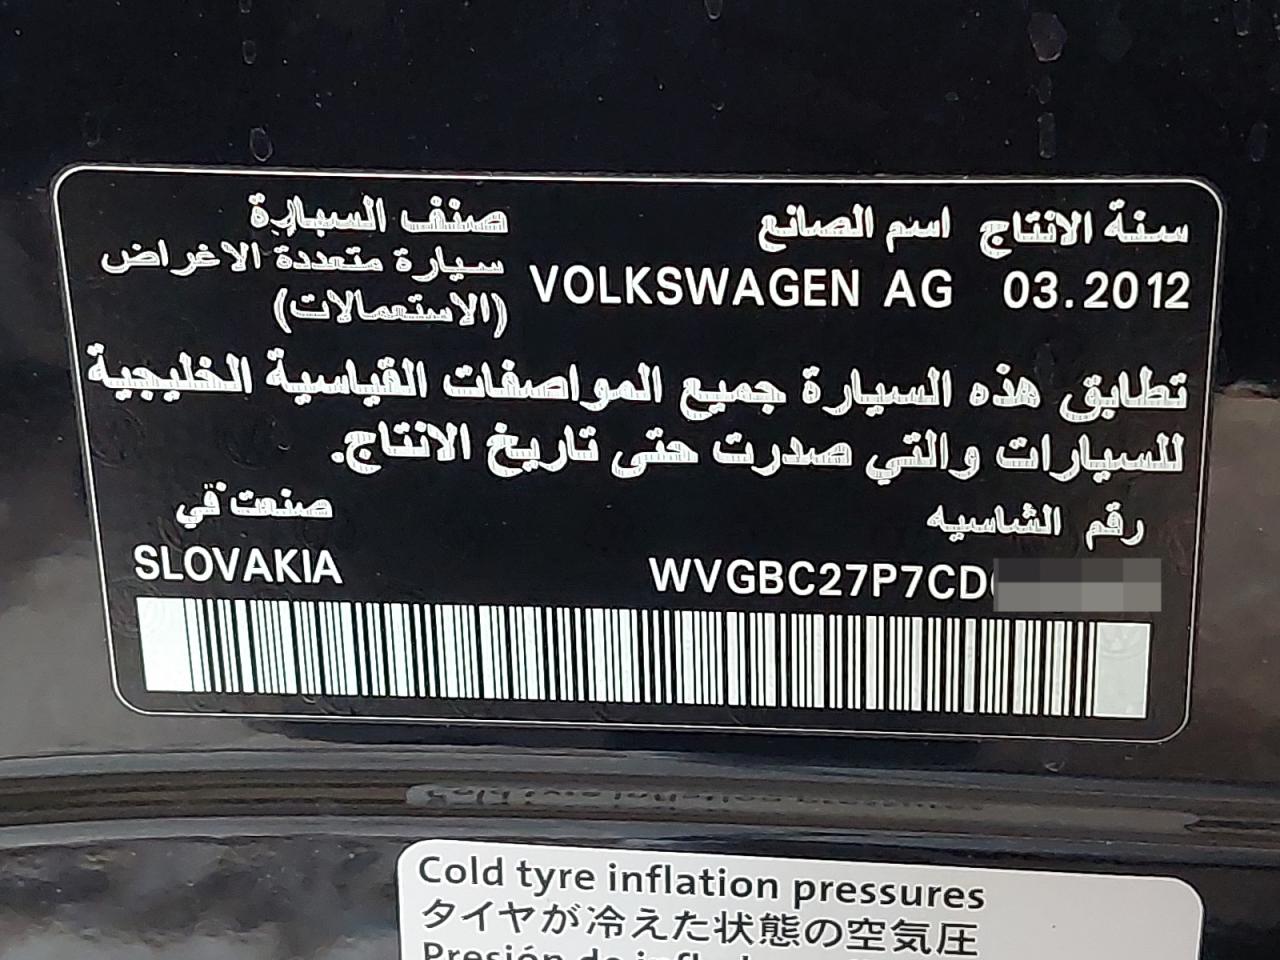 سنة الانتاج اسم الصانع صنف السيارة
03.2012 VOLKSWAGEN AG سيارة متعددة الاغراض
(الاستعمالات)
تطابق هذه السيارة جميع المواصفات القياسية الخليجية
للسيارات والتي صدرت حتى تاريخ الانتاج.
رقم الشاسيه صنعت في
WVGBC27P7CD SLOVAKIA
Cold tyre inflation pressures
タイヤが冷えた状態の空気圧
Presión de